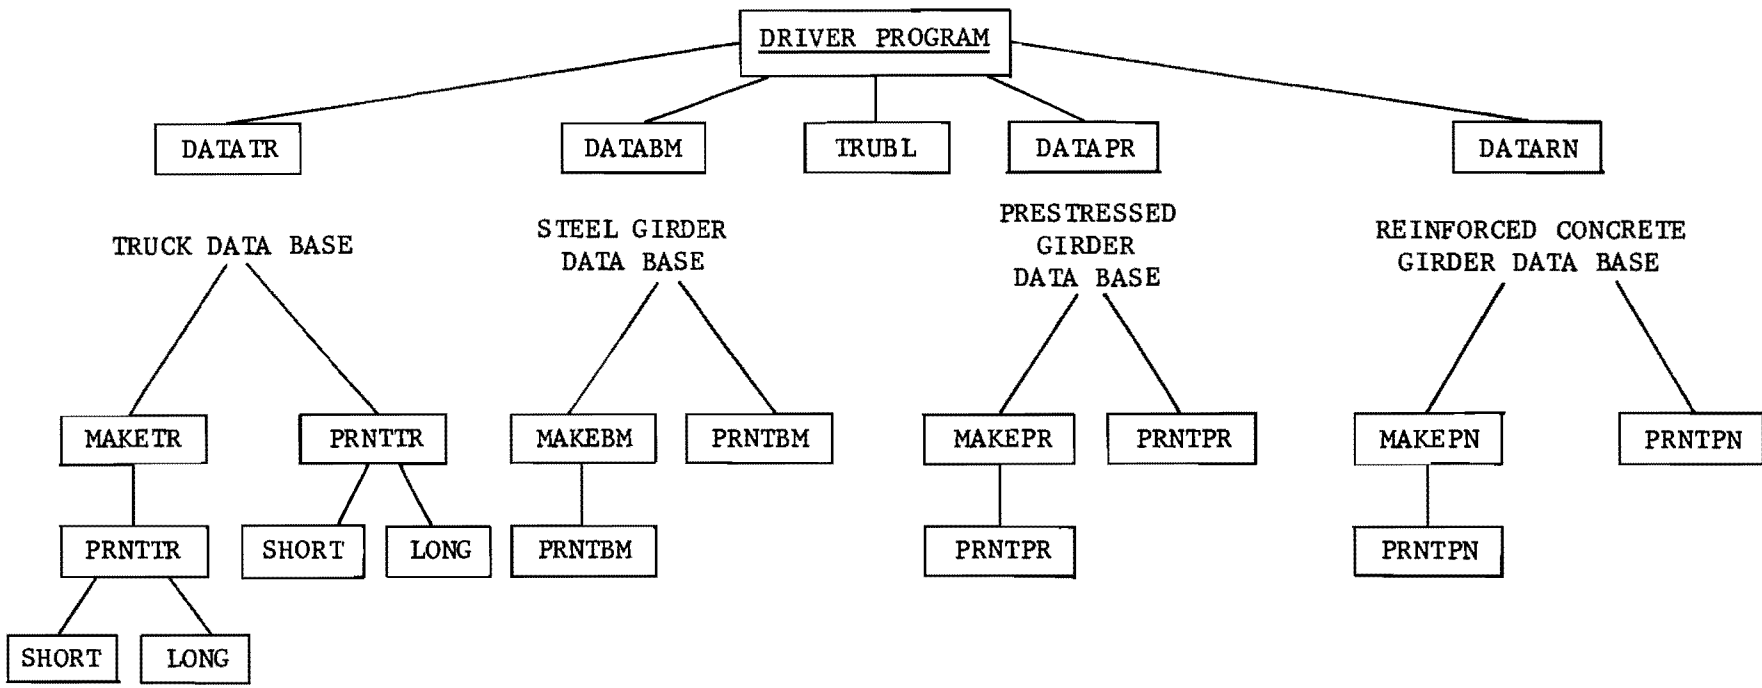 DRIVER PROGRAM
DATATR
DATABM
TRUBL
DATAPR
DATARN
TRUCK DATA BASE
STEEL GIRDER
DATA BASE
PRESTRESSED
GIRDER
DATA BASE
REINFORCED CONCRETE
GIRDER DATA BASE
MAKETR
PRNTTR
MAKEBM
PRNTBM
MAKEPR
PRNTPR
MAKEPN
PRNTPN
PRNTTR
SHORT
LONG
PRNTBM
PRNTPR
PRNTPN
SHORT
LONG